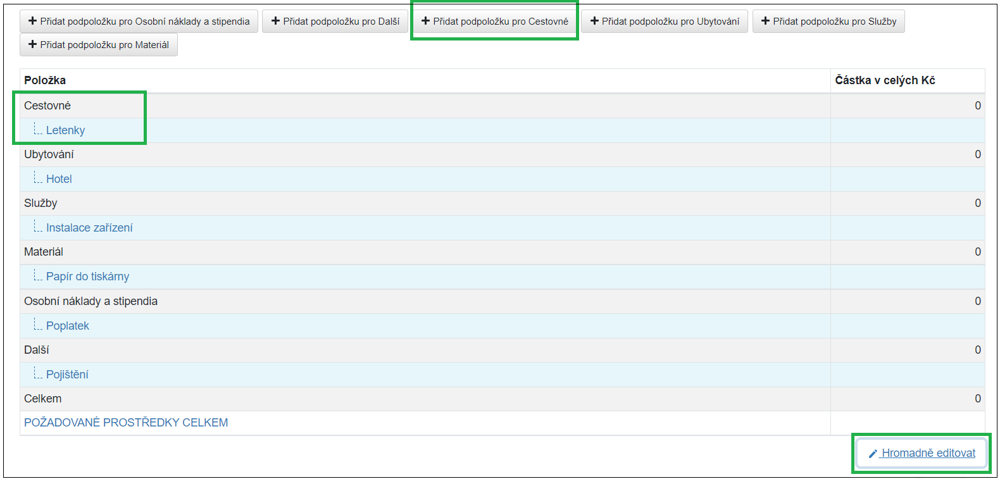 Přidat podpoložku pro Osobní náklady a stipendia Přidat podpoložku pro Další Přidat podpoložku pro Cestovné Přidat podpoložku pro Ubytování Přidat podpoložku pro Služby
Přidat podpoložku pro Materiál
Položka Částka v celých Kč
Cestovné 0
Letenky
Ubytování 0
Hotel
Služby 0
Instalace zařízení
Materiál 0
Papír do tiskárny
Osobní náklady a stipendia 0
Poplatek
Další 0
Pojištění
Celkem 0
POŽADOVANÉ PROSTŘEDKY CELKEM
Hromadně editovat